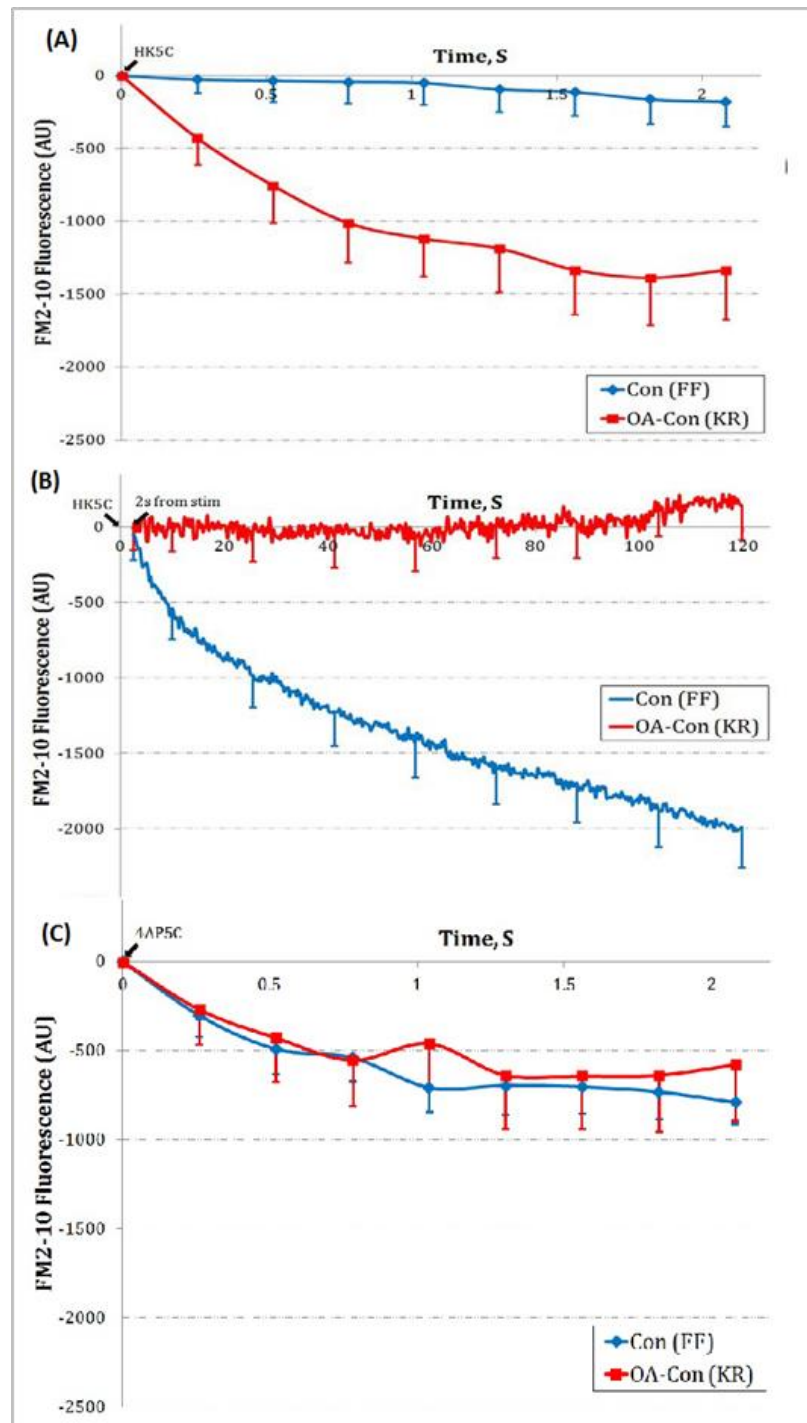 (A)
HK5C
Time, S
0
0
0.5
1
1.5
2
-500
-1000
-1500
-2000
-2500
FM2-10 Fluorescence (AU)
Con (FF)
OA-Con (KR)
(B)
HK5C
2s from stim
Time, S
0
0
20
40
60
80
100
120
-500
-1000
-1500
-2000
FM2-10 Fluorescence (AU)
Con (FF)
OA-Con (KR)
(C)
4AP5C
Time, S
0
0
0.5
1
1.5
2
-500
-1000
-1500
-2000
-2500
FM2-10 Fluorescence (AU)
Con (FF)
OA-Con (KR)